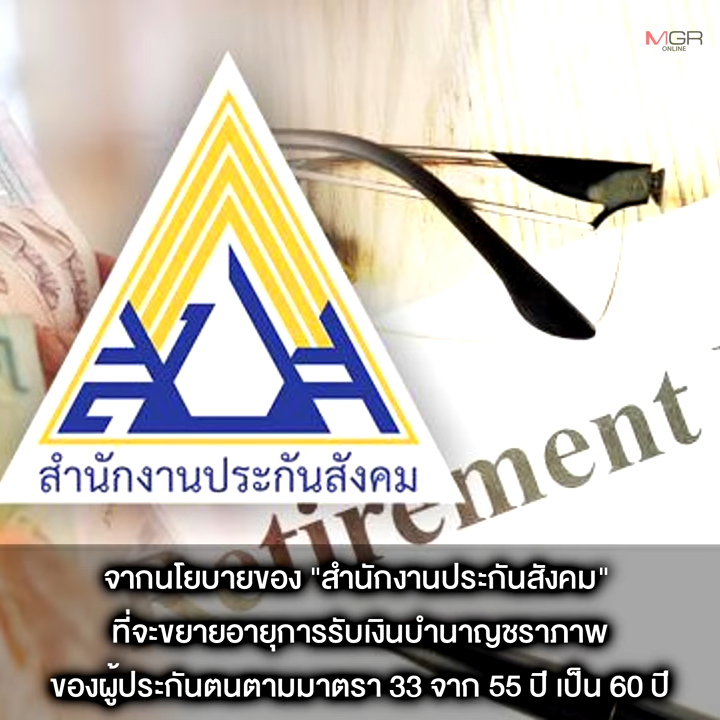 MGR
ONLINE
สำนักงานประกันสังคม
Retirement
จากนโยบายของ "สำนักงานประกันสังคม"
ที่จะขยายอายุการรับเงินบำนาญชราภาพ
ของผู้ประกันตนตามมาตรา 33 จาก 55 ปี เป็น 60 ปี